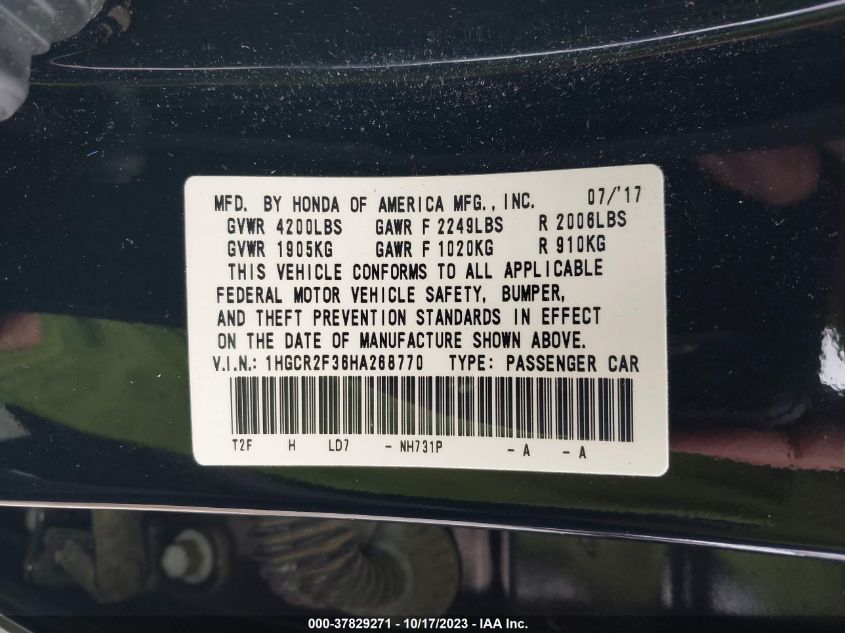 MFD. BY HONDA OF AMERICA MFG., INC. 07/'17
GVWR 4200LBS GAWR F 2249LBS R 2006LBS
GVWR 1905KG GAWR F 1020KG R 910KG
THIS VEHICLE CONFORMS TO ALL APPLICABLE
FEDERAL MOTOR VEHICLE SAFETY, BUMPER,
AND THEFT PREVENTION STANDARDS IN EFFECT
ON THE DATE OF MANUFACTURE SHOWN ABOVE.
V.I.N.: 1HGCR2F36HA268770 TYPE: PASSENGER CAR
T2F H LD7 - NH731P - A - A
000-37829271 - 10/17/2023 - IAA Inc.